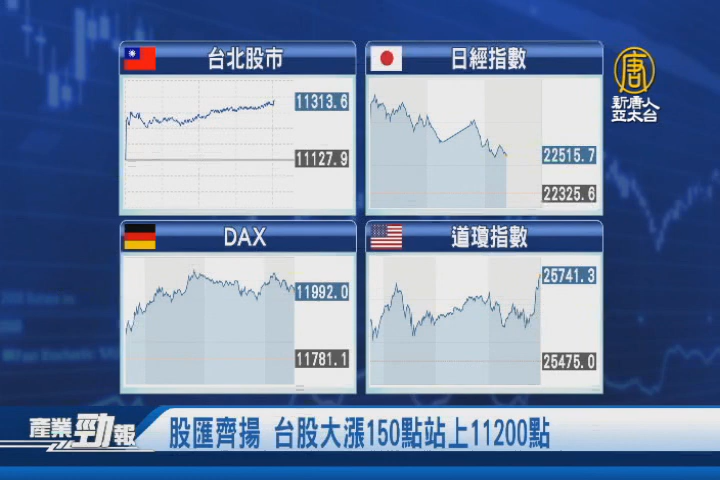 台北股市
11313.6
11127.9
日經指數
22515.7
22325.6
唐
新唐人
亞太台
DAX
11992.0
11781.1
道瓊指數
25741.3
25475.0
產業勁報
股匯齊揚 台股大漲150點站上11200點